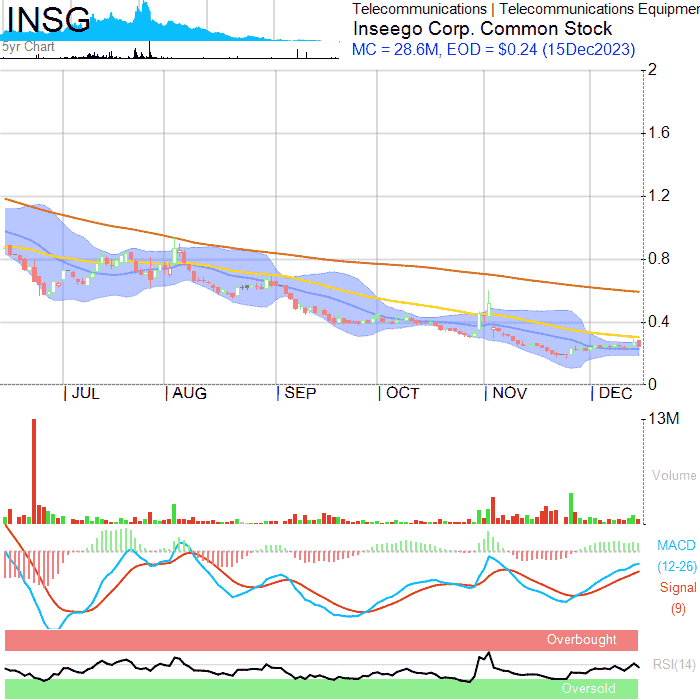 INSG
5yr Chart
Telecommunications | Telecommunications Equipmen
Inseego Corp. Common Stock
MC = 28.6M, EOD = $0.24 (15Dec2023)
2
1.6
1.2
0.8
0.4
0
JUL AUG SEP OCT NOV DEC
13M
Volume
MACD
(12-26)
Signal
(9)
Overbought
RSI(14)
Oversold